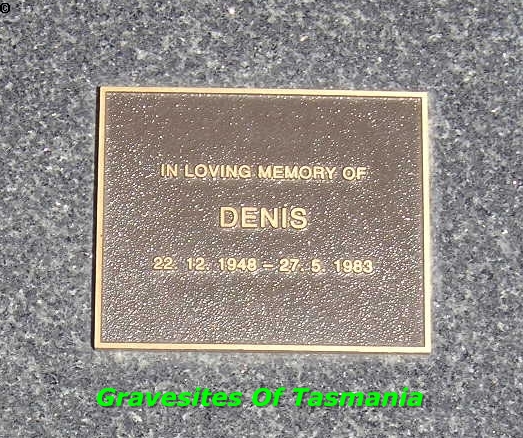 ©
IN LOVING MEMORY OF
DENIS
22. 12. 1948 – 27. 5. 1983
Gravesites Of Tasmania